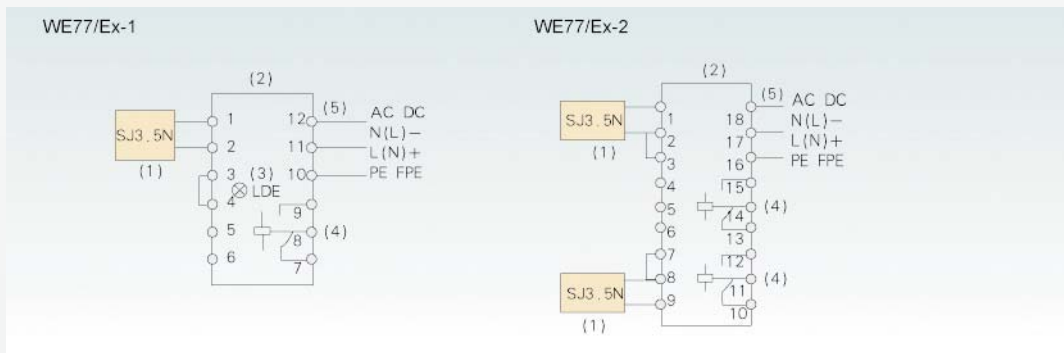 WE77/Ex-1
(2)
SJ3.5N
(1)
1
2
3
4
5
6
(3)
LDE
12
11
10
9
8
7
(5)
AC DC
N(L)−
L(N)+
PE FPE
(4)
WE77/Ex-2
(2)
SJ3.5N
(1)
1
2
3
4
5
6
7
8
9
SJ3.5N
(1)
18
17
16
15
14
13
12
11
10
(5)
AC DC
N(L)−
L(N)+
PE FPE
(4)
(4)